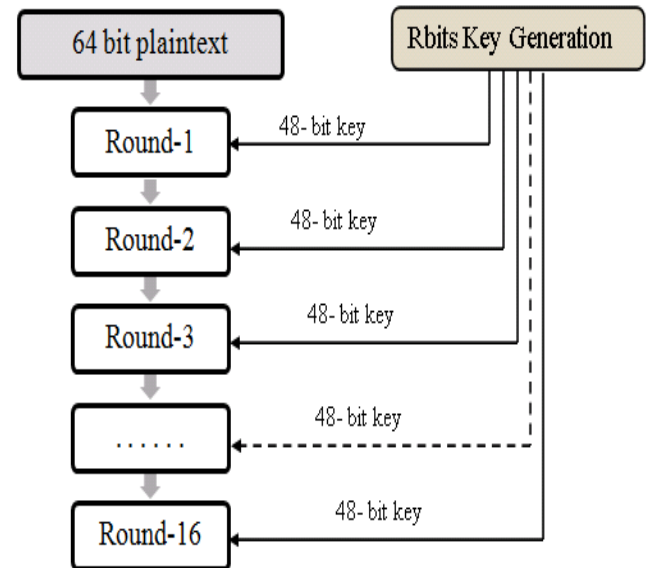 64 bit plaintext
Rbits Key Generation
48- bit key
Round-1
48- bit key
Round-2
48- bit key
Round-3
48- bit key
. . . . . .
48- bit key
Round-16